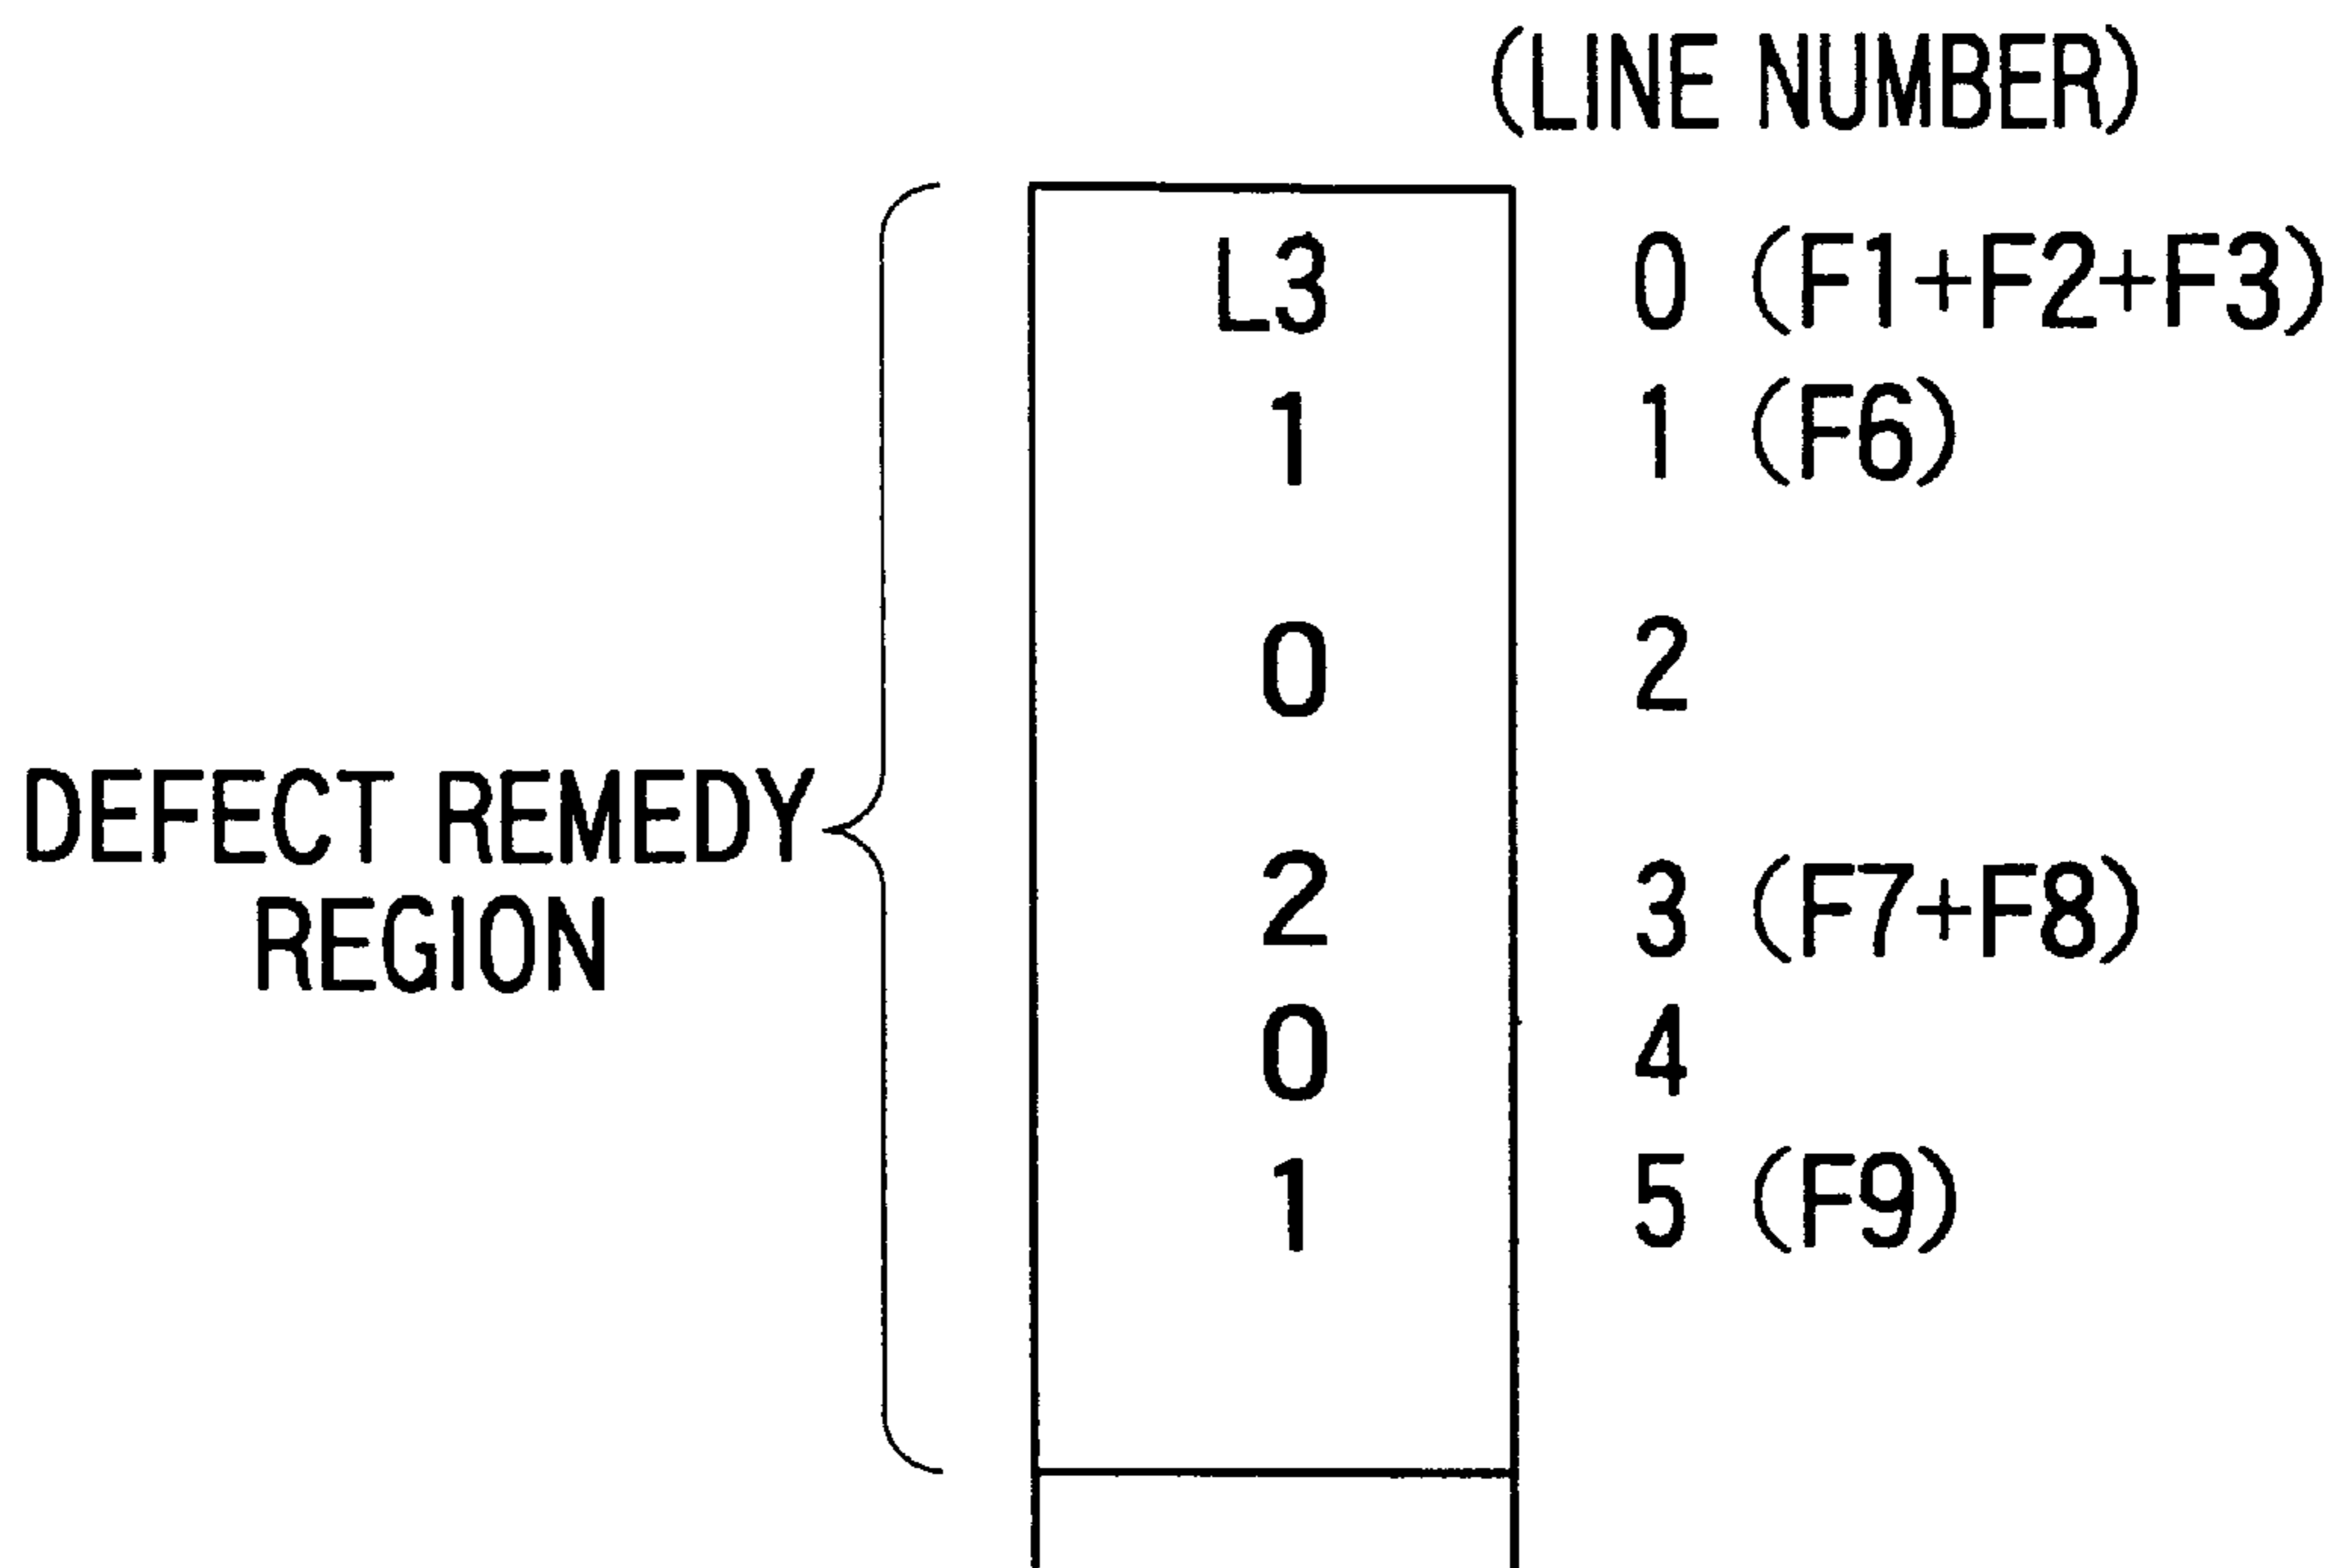 (LINE NUMBER)
L3 0 (F1+F2+F3)
1 1 (F6)
0 2
DEFECT REMEDY
2 3 (F7+F8)
REGION
0 4
1 5 (F9)